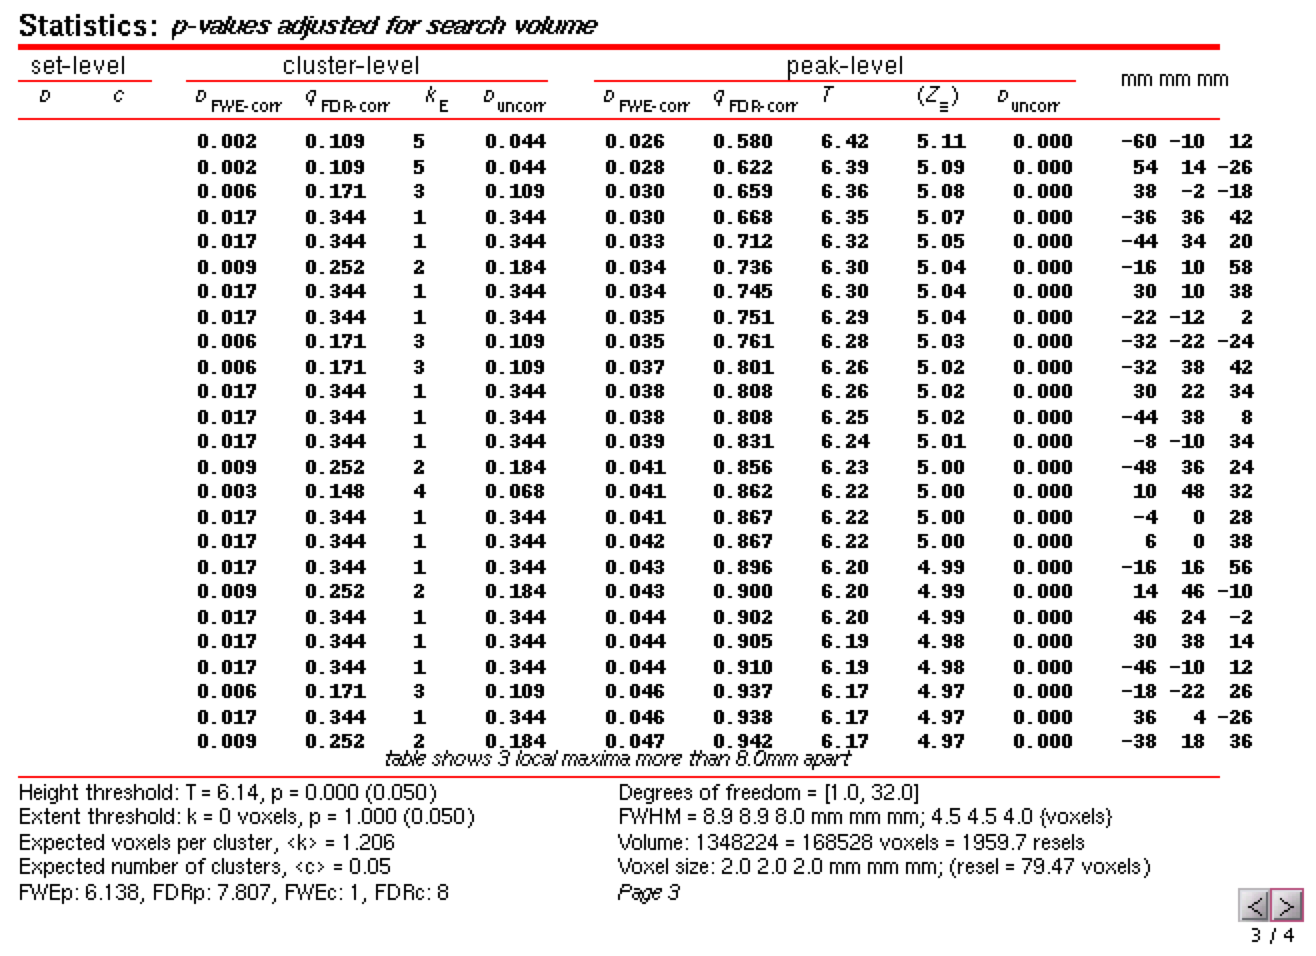 Statistics: p-values adjusted for search volume
set-level cluster-level peak-level mm mm mm
p c p FWE-corr q FDR-corr k E p uncorr p FWE-corr q FDR-corr T (Z≡) p uncorr
0.002 0.109 5 0.044 0.026 0.580 6.42 5.11 0.000 -60 -10 12
0.002 0.109 5 0.044 0.028 0.622 6.39 5.09 0.000 54 14 -26
0.006 0.171 3 0.109 0.030 0.659 6.36 5.08 0.000 38 -2 -18
0.017 0.344 1 0.344 0.030 0.668 6.35 5.07 0.000 -36 36 42
0.017 0.344 1 0.344 0.033 0.712 6.32 5.05 0.000 -44 34 20
0.009 0.252 2 0.184 0.034 0.736 6.30 5.04 0.000 -16 10 58
0.017 0.344 1 0.344 0.034 0.745 6.30 5.04 0.000 30 10 38
0.017 0.344 1 0.344 0.035 0.751 6.29 5.04 0.000 -22 -12 2
0.006 0.171 3 0.109 0.035 0.761 6.28 5.03 0.000 -32 -22 -24
0.006 0.171 3 0.109 0.037 0.801 6.26 5.02 0.000 -32 38 42
0.017 0.344 1 0.344 0.038 0.808 6.26 5.02 0.000 30 22 34
0.017 0.344 1 0.344 0.038 0.808 6.25 5.02 0.000 -44 38 8
0.017 0.344 1 0.344 0.039 0.831 6.24 5.01 0.000 -8 -10 34
0.009 0.252 2 0.184 0.041 0.856 6.23 5.00 0.000 -48 36 24
0.003 0.148 4 0.068 0.041 0.862 6.22 5.00 0.000 10 48 32
0.017 0.344 1 0.344 0.041 0.867 6.22 5.00 0.000 -4 0 28
0.017 0.344 1 0.344 0.042 0.867 6.22 5.00 0.000 6 0 38
0.017 0.344 1 0.344 0.043 0.896 6.20 4.99 0.000 -16 16 56
0.009 0.252 2 0.184 0.043 0.900 6.20 4.99 0.000 14 46 -10
0.017 0.344 1 0.344 0.044 0.902 6.20 4.99 0.000 46 24 -2
0.017 0.344 1 0.344 0.044 0.905 6.19 4.98 0.000 30 38 14
0.017 0.344 1 0.344 0.044 0.910 6.19 4.98 0.000 -46 -10 12
0.006 0.171 3 0.109 0.046 0.937 6.17 4.97 0.000 -18 -22 26
0.017 0.344 1 0.344 0.046 0.938 6.17 4.97 0.000 36 4 -26
0.009 0.252 2 0.184 0.047 0.942 6.17 4.97 0.000 -38 18 36
table shows 3 local maxima more than 8.0mm apart
Height threshold: T = 6.14, p = 0.000 (0.050)
Extent threshold: k = 0 voxels, p = 1.000 (0.050)
Expected voxels per cluster, <k> = 1.206
Expected number of clusters, <c> = 0.05
FWEp: 6.138, FDRp: 7.807, FWEc: 1, FDRc: 8
Degrees of freedom = [1.0, 32.0]
FWHM = 8.9 8.9 8.0 mm mm mm; 4.5 4.5 4.0 {voxels}
Volume: 1348224 = 168528 voxels = 1959.7 resels
Voxel size: 2.0 2.0 2.0 mm mm mm; (resel = 79.47 voxels)
Page 3
< >
3 / 4